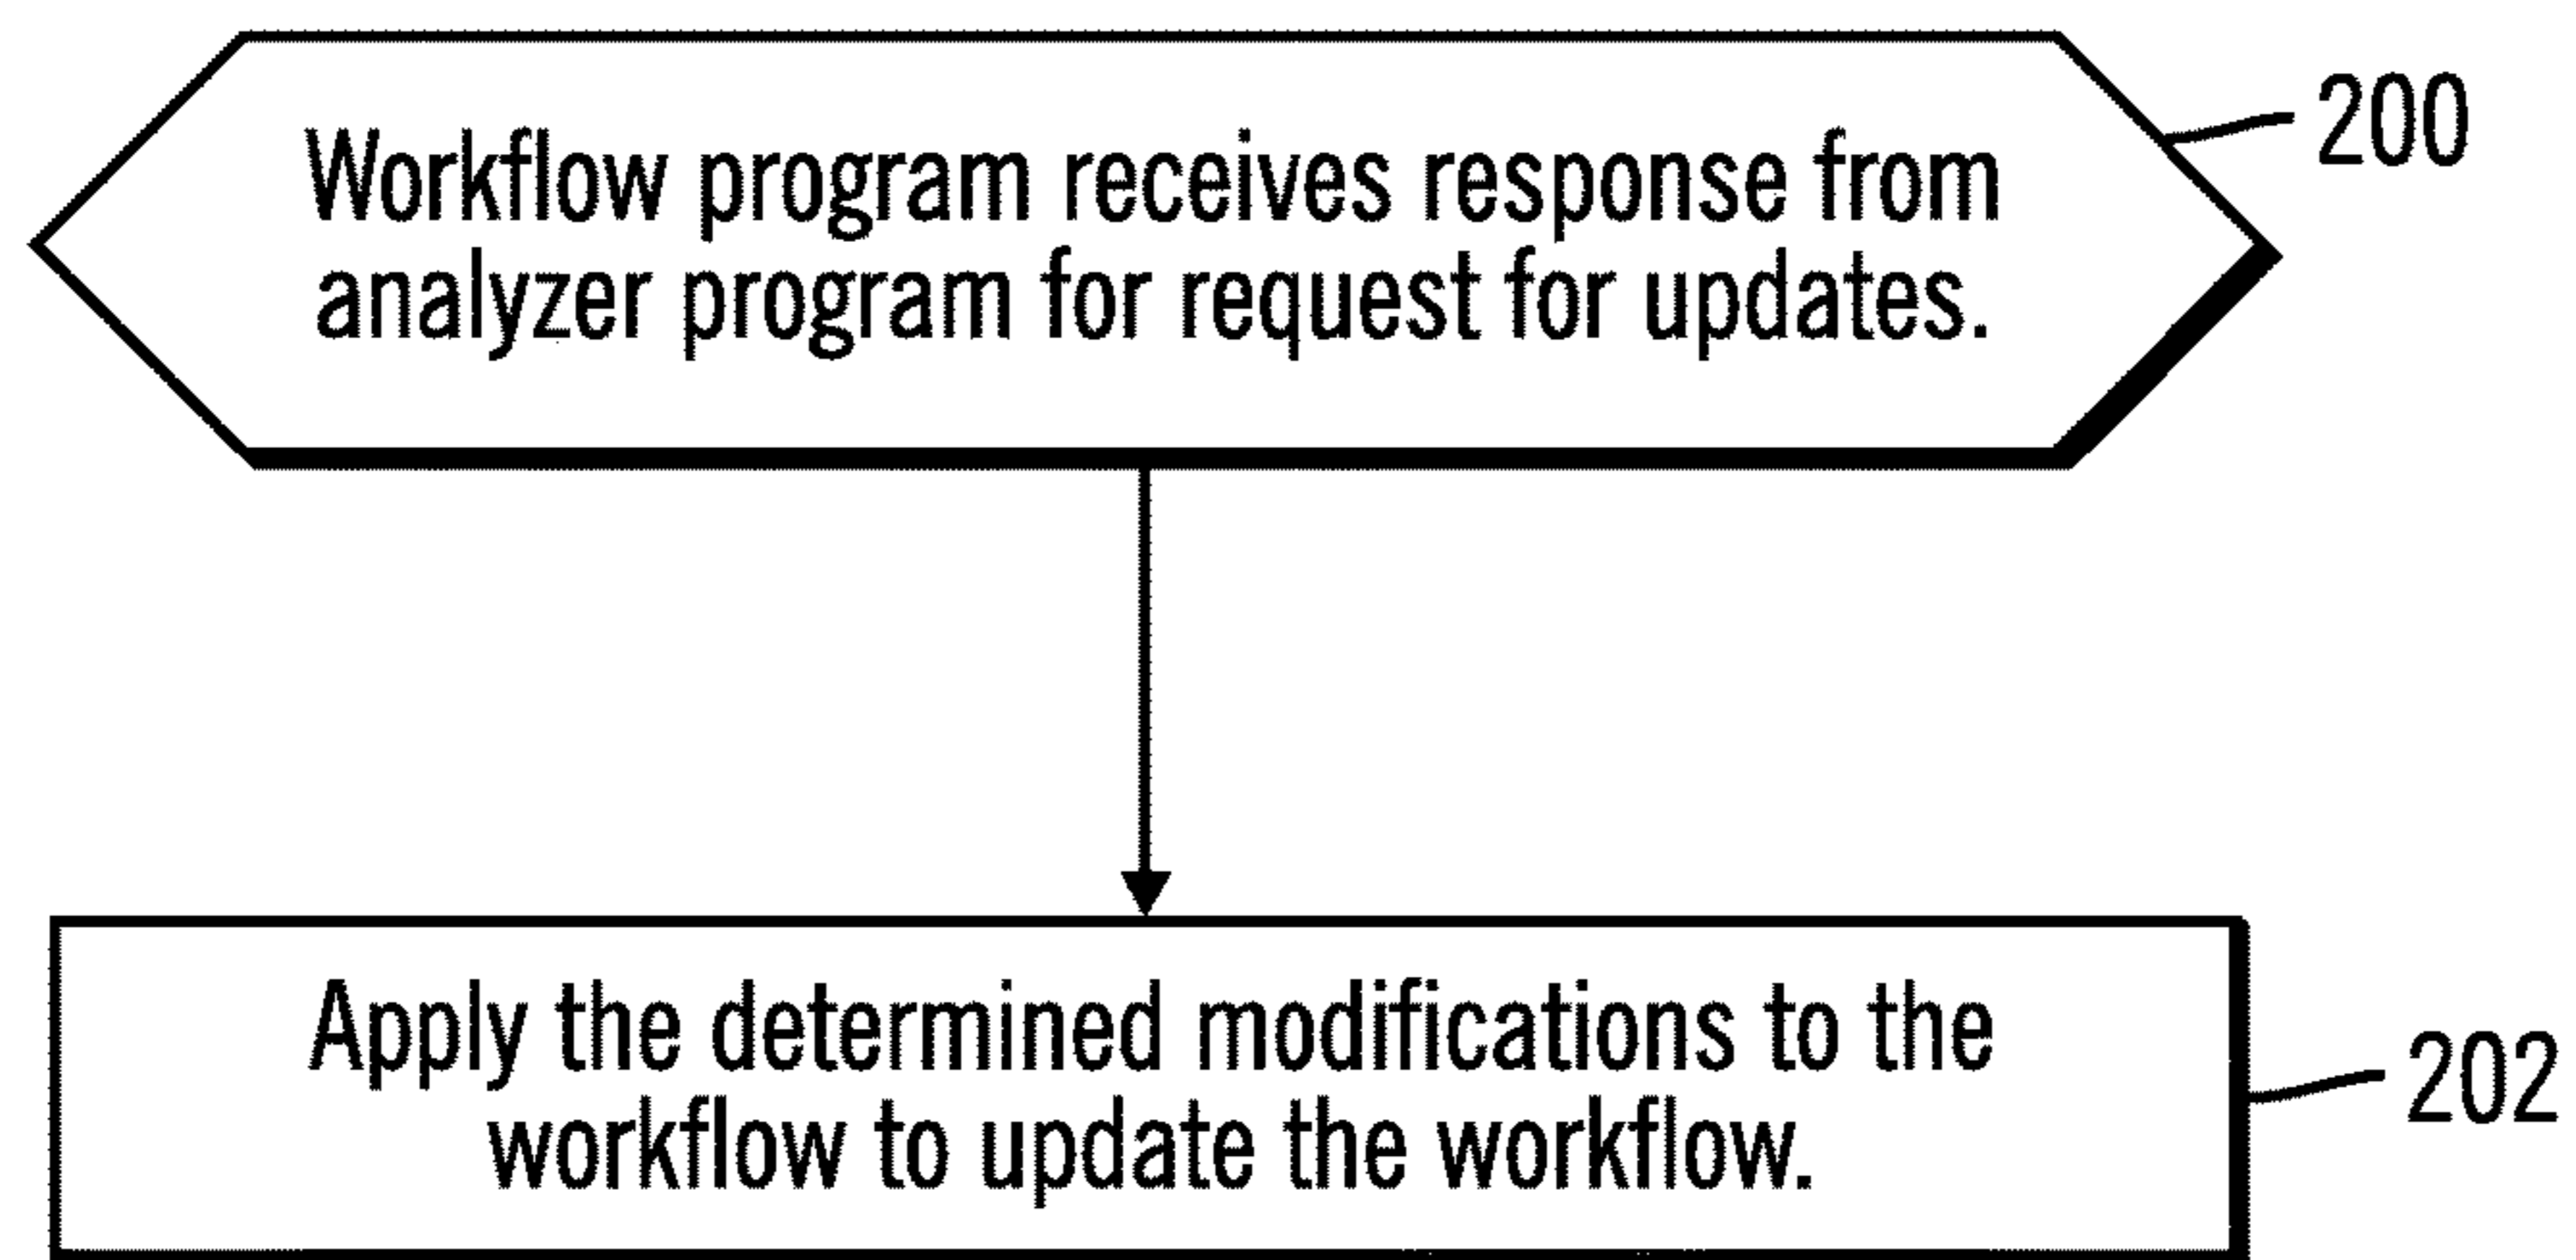 Workflow program receives response from
analyzer program for request for updates.
200
Apply the determined modifications to the
workflow to update the workflow.
202